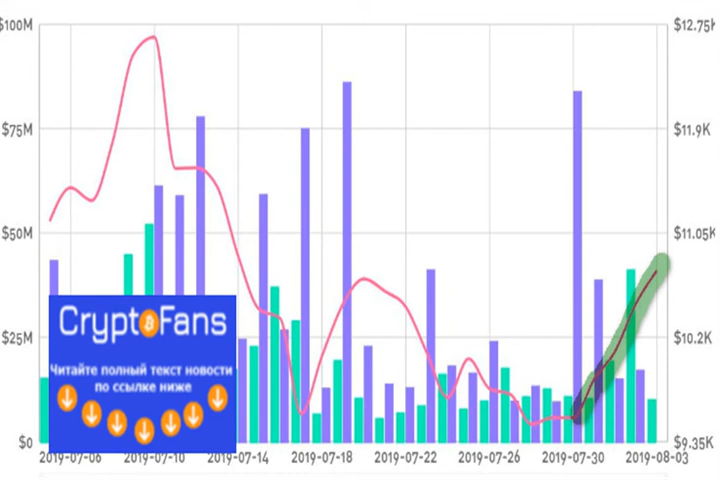 $100M
$12.75K
$75M
$11.9K
$50M
$11.05K
$25M
$10.2K
$0
$9.35K
CryptoFans
Читайте полный текст новости
по ссылке ниже
2019-07-06 2019-07-10 2019-07-14 2019-07-18 2019-07-22 2019-07-26 2019-07-30 2019-08-03